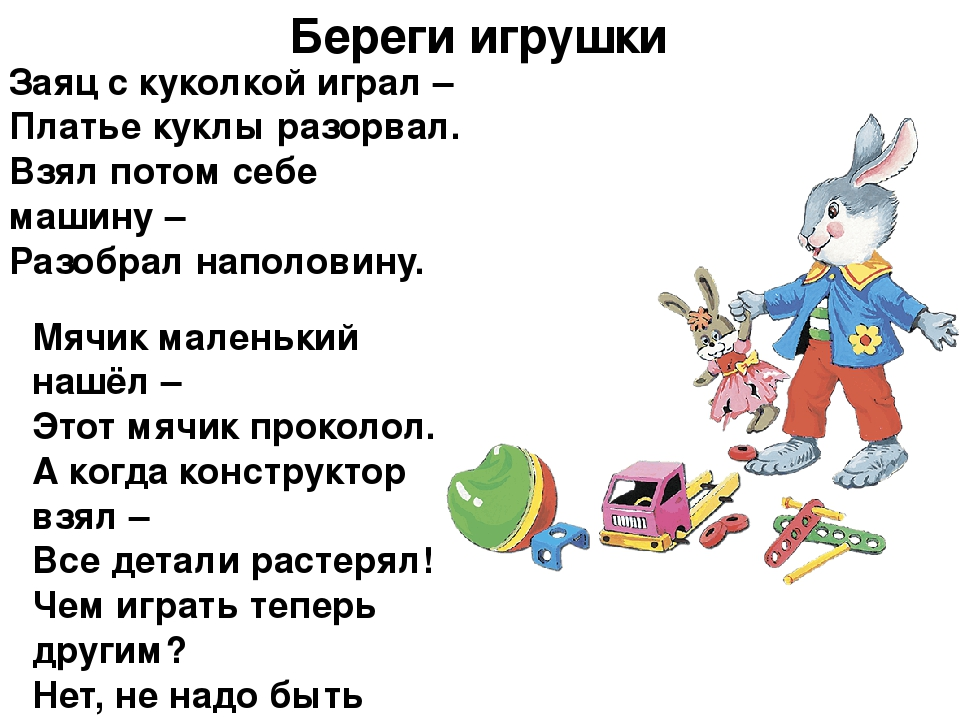 Береги игрушки
Заяц с куколкой играл –
Платье куклы разорвал.
Взял потом себе
машину –
Разобрал наполовину.
Мячик маленький
нашёл –
Этот мячик проколол.
А когда конструктор
взял –
Все детали растерял!
Чем играть теперь
другим?
Нет, не надо быть